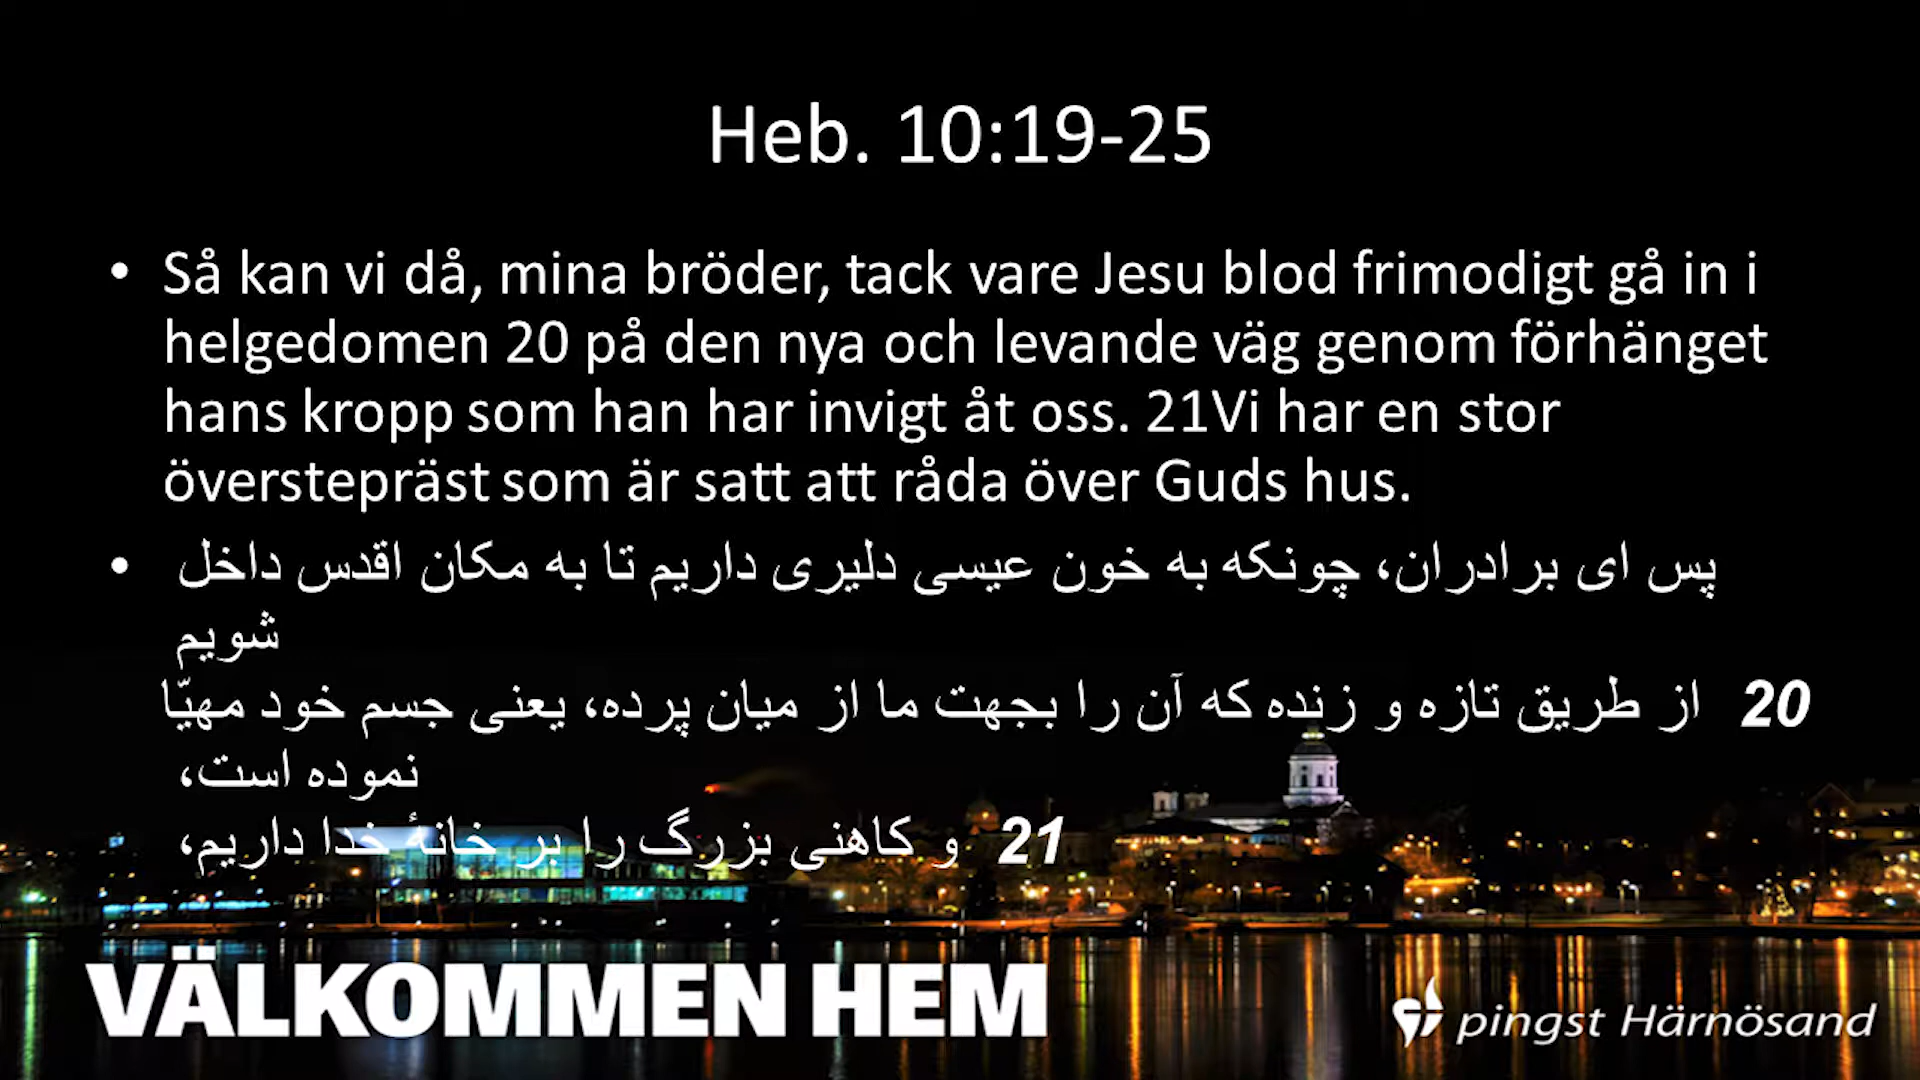 Heb. 10:19-25
• Så kan vi då, mina bröder, tack vare Jesu blod frimodigt gå in i
helgedomen 20 på den nya och levande väg genom förhänget
hans kropp som han har invigt åt oss. 21Vi har en stor
överstepräst som är satt att råda över Guds hus.
• پس ای برادران، چونکه به خون عیسی دلیری داریم تا به مکان اقدس داخل
شویم
20 از طریق تازه و زنده که آن را بجهت ما از میان پرده، یعنی جسم خود مهیّا
نموده است،
21 و کاهنی بزرگ را بر خانهٔ خدا داریم،
VÄLKOMMEN HEM
pingst Härnösand